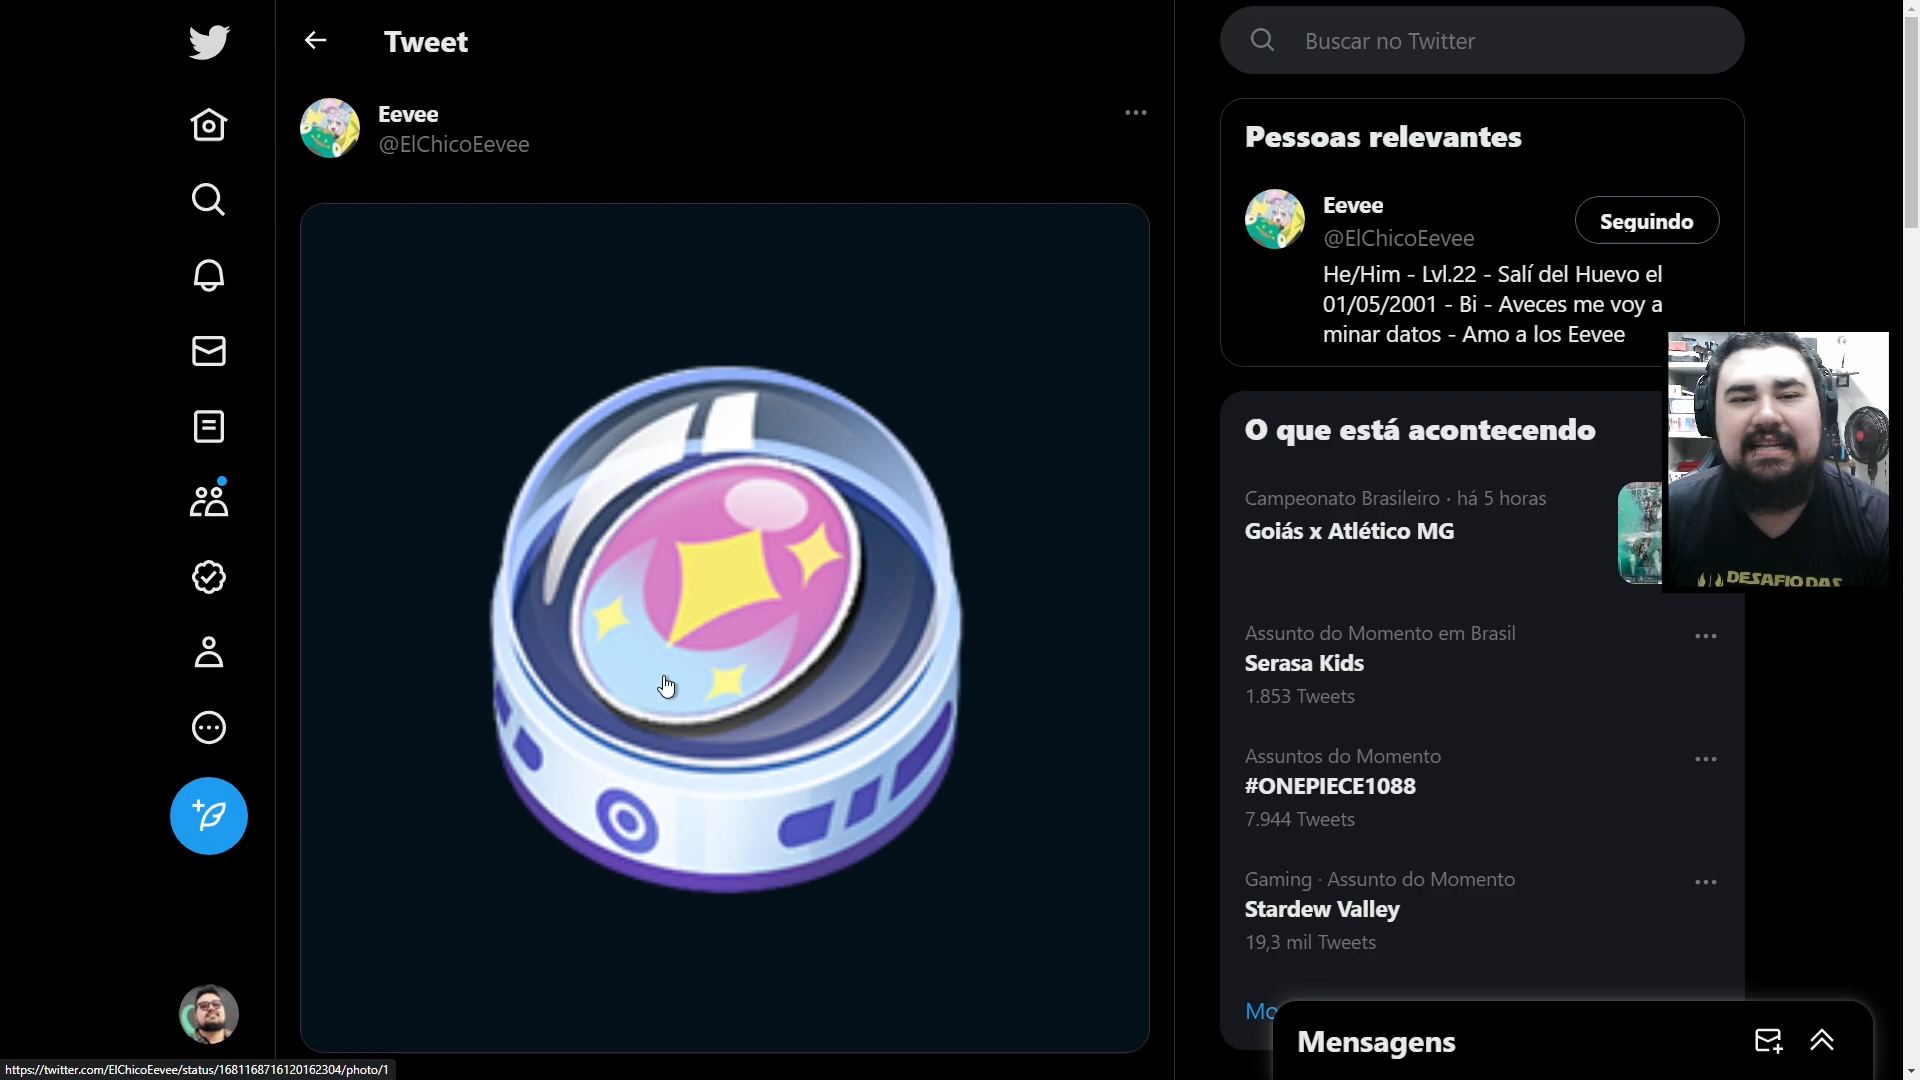 Tweet
Eevee
@ElChicoEevee
Buscar no Twitter
Pessoas relevantes
Eevee
@ElChicoEevee
Seguindo
He/Him - Lvl.22 - Salí del Huevo el
01/05/2001 - Bi - Aveces me voy a
minar datos - Amo a los Eevee
O que está acontecendo
Campeonato Brasileiro · há 5 horas
Goiás x Atlético MG
DESAFIO DAS
Assunto do Momento em Brasil
Serasa Kids
1.853 Tweets
Assuntos do Momento
#ONEPIECE1088
7.944 Tweets
Gaming · Assunto do Momento
Stardew Valley
19,3 mil Tweets
Mo
Mensagens
https://twitter.com/ElChicoEevee/status/1681168716120162304/photo/1